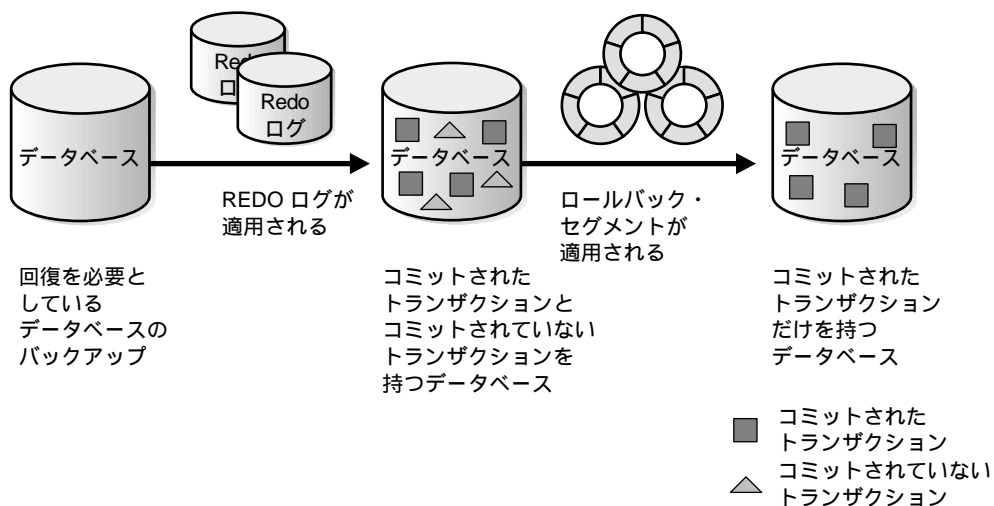 Redo
ログ
Redo
ログ
データベース
データベース
データベース
REDO ログが
適用される
ロールバック・
セグメントが
適用される
回復を必要と
している
データベースの
バックアップ
コミットされた
トランザクションと
コミットされていない
トランザクションを
持つデータベース
コミットされた
トランザクション
だけを持つ
データベース
コミットされた
トランザクション
コミットされていない
トランザクション